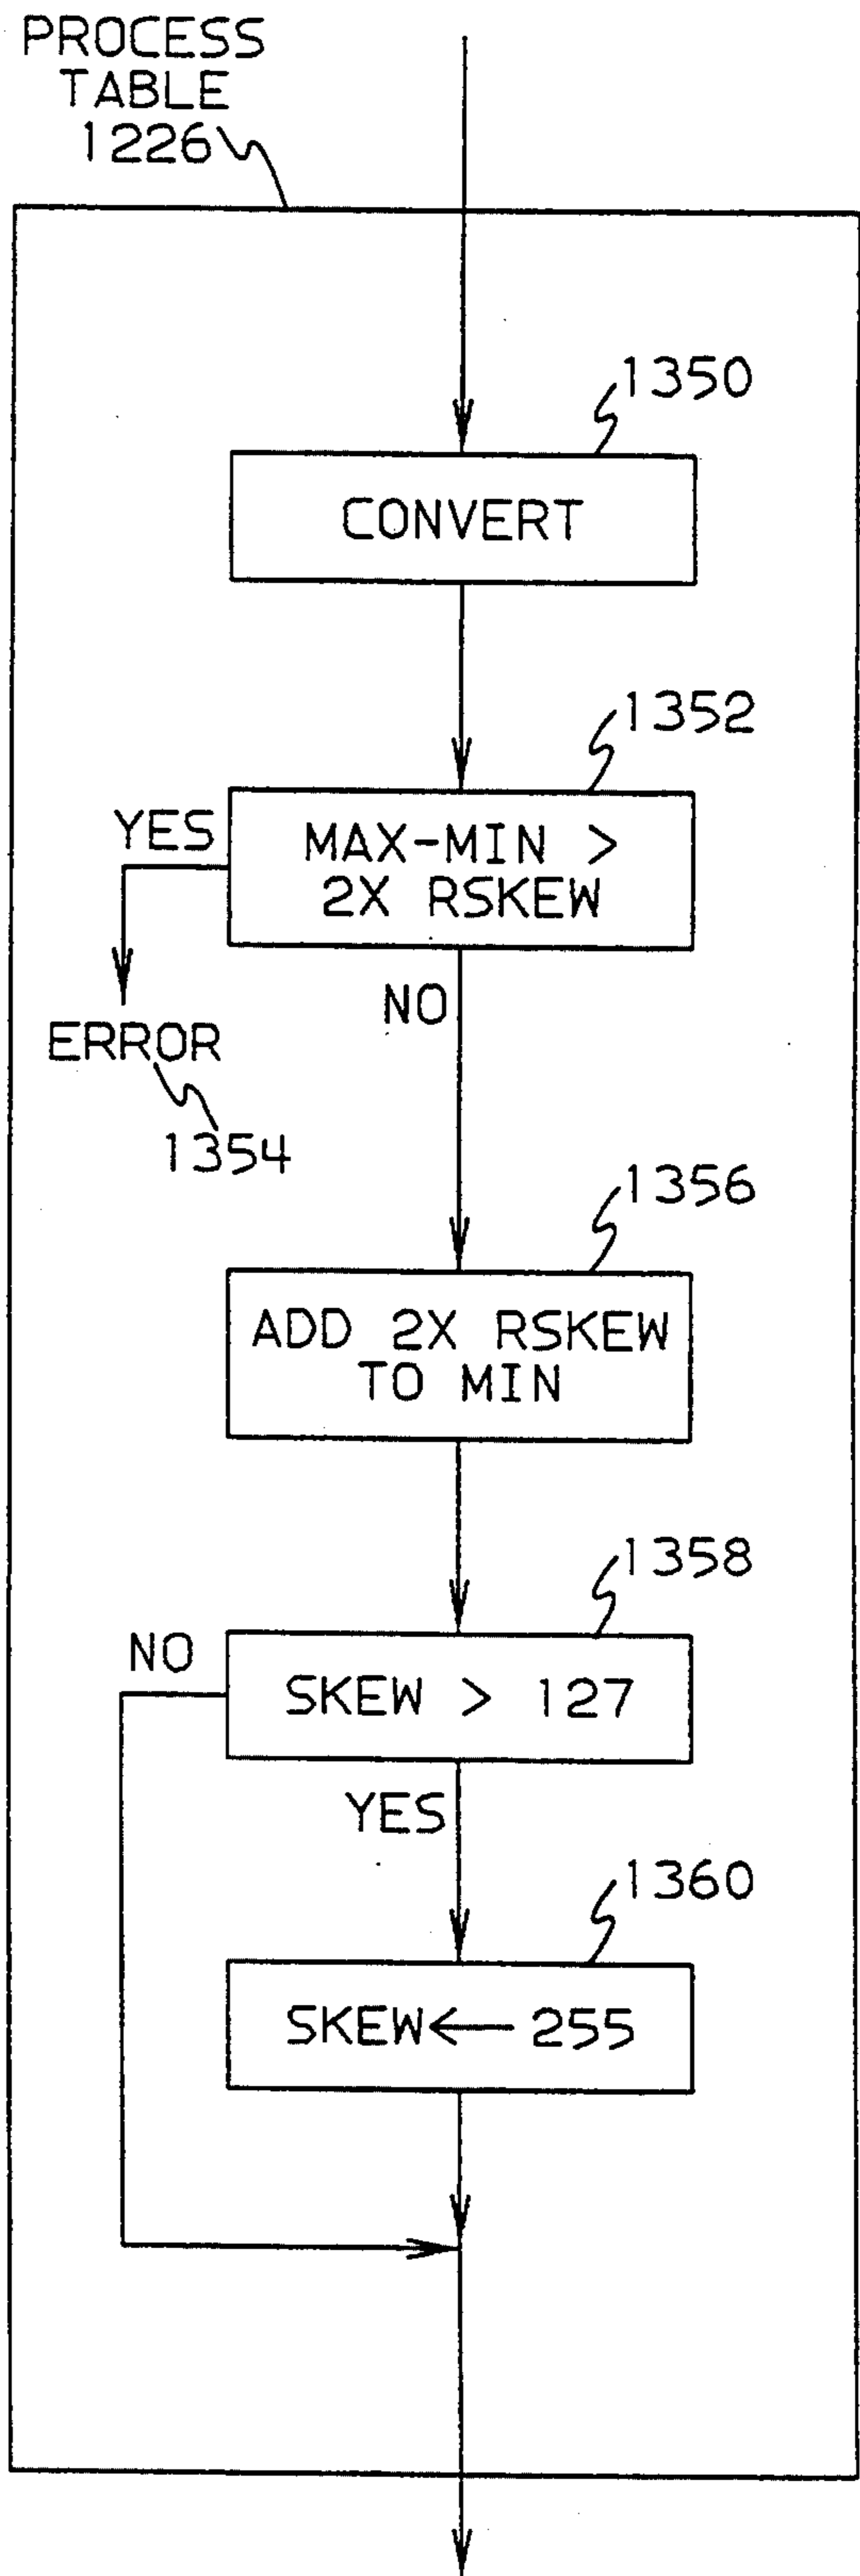 PROCESS
TABLE
1226
1350
CONVERT
1352
YES
MAX-MIN >
2X RSKEW
NO
ERROR
1354
1356
ADD 2X RSKEW
TO MIN
1358
NO
SKEW > 127
YES
1360
SKEW← 255